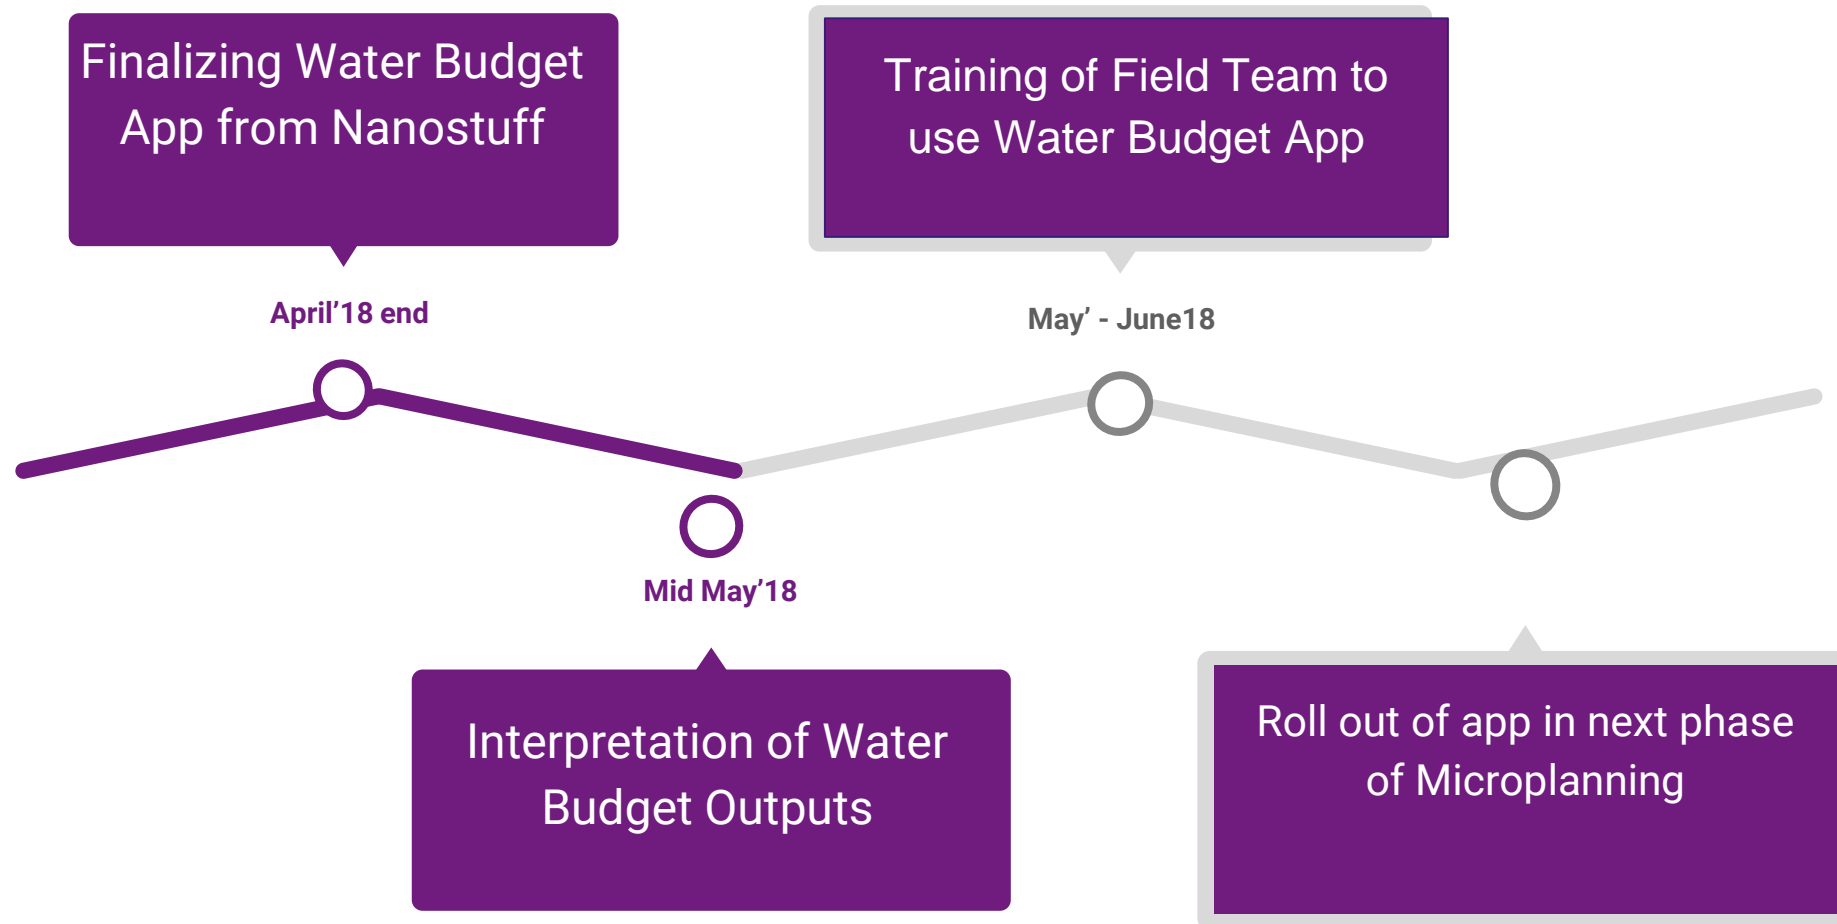 Finalizing Water Budget
App from Nanostuff
April’18 end
Mid May’18
Interpretation of Water
Budget Outputs
Training of Field Team to
use Water Budget App
May’ - June18
Roll out of app in next phase
of Microplanning